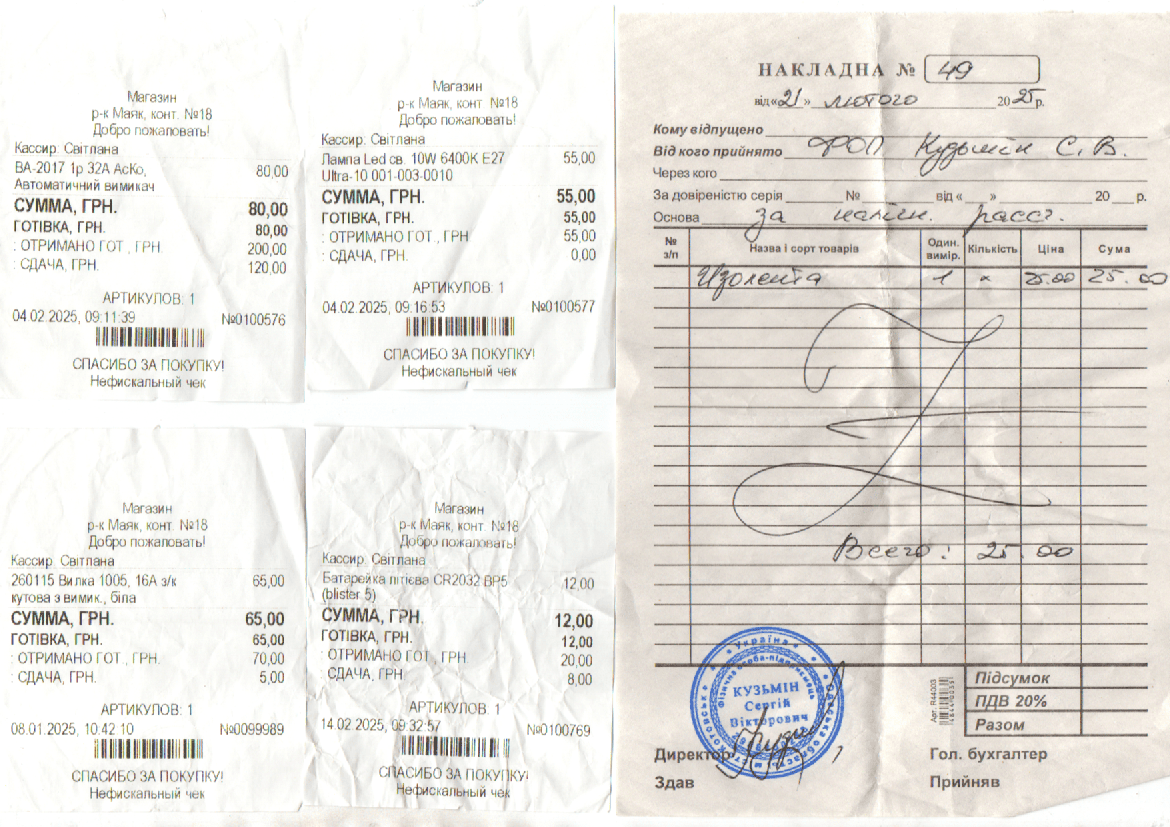 Магазин
р-к Маяк, конт. №18
Добро пожаловать!
Кассир: Світлана
ВА-2017 1р 32А АсКо, 80,00
Автоматичний вимикач
СУММА, ГРН. 80,00
ГОТІВКА, ГРН. 80,00
: ОТРИМАНО ГОТ., ГРН. 200,00
: СДАЧА, ГРН. 120,00
АРТИКУЛОВ: 1
04.02.2025, 09:11:39 №0100576
СПАСИБО ЗА ПОКУПКУ!
Нефискальный чек
Магазин
р-к Маяк, конт. №18
Добро пожаловать!
Кассир: Світлана
Лампа Led св. 10W 6400K E27 55,00
Ultra-10 001-003-0010
СУММА, ГРН. 55,00
ГОТІВКА, ГРН. 55,00
: ОТРИМАНО ГОТ., ГРН. 55,00
: СДАЧА, ГРН. 0,00
АРТИКУЛОВ: 1
04.02.2025, 09:16:53 №0100577
СПАСИБО ЗА ПОКУПКУ!
Нефискальный чек
Магазин
р-к Маяк, конт. №18
Добро пожаловать!
Кассир: Світлана
260115 Вилка 1005, 16А з/к 65,00
кутова з вимик., біла
СУММА, ГРН. 65,00
ГОТІВКА, ГРН. 65,00
: ОТРИМАНО ГОТ., ГРН. 70,00
: СДАЧА, ГРН. 5,00
АРТИКУЛОВ: 1
08.01.2025, 10:42:10 №0099989
СПАСИБО ЗА ПОКУПКУ!
Нефискальный чек
Магазин
р-к Маяк, конт. №18
Добро пожаловать!
Кассир: Світлана
Батарейка літієва CR2032 BP5 12,00
(blister 5)
СУММА, ГРН. 12,00
ГОТІВКА, ГРН. 12,00
: ОТРИМАНО ГОТ., ГРН. 20,00
: СДАЧА, ГРН. 8,00
АРТИКУЛОВ: 1
14.02.2025, 09:32:57 №0100769
СПАСИБО ЗА ПОКУПКУ!
Нефискальный чек
НАКЛАДНА № 49
від «21» лютого 2025 р.
Кому відпущено
Від кого прийнято ФОП Кузьмін С. В.
Через кого
За довіреністю серія № від « » 20 р.
Основа за налич. расч.
№ з/п Назва і сорт товарів Один. вимір. Кількість Ціна Сума
Изолента 1 x 25.00 25.00
Всего: 25.00
Україна
Фізична особа-підприємець
КУЗЬМІН
Сергій
Вікторович
Підсумок
ПДВ 20%
Разом
Арт. R44003
Директор Гол. бухгалтер
Здав Прийняв